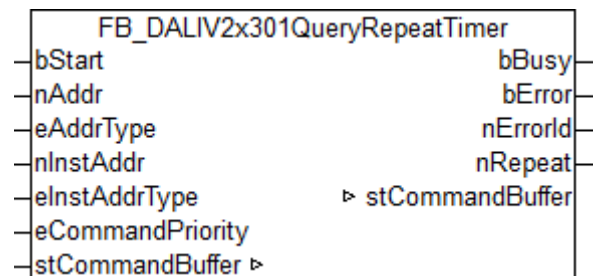 FB_DALIV2x301QueryRepeatTimer
bStart bBusy
nAddr bError
eAddrType nErrorId
nInstAddr nRepeat
eInstAddrType ▹ stCommandBuffer
eCommandPriority
stCommandBuffer ▹